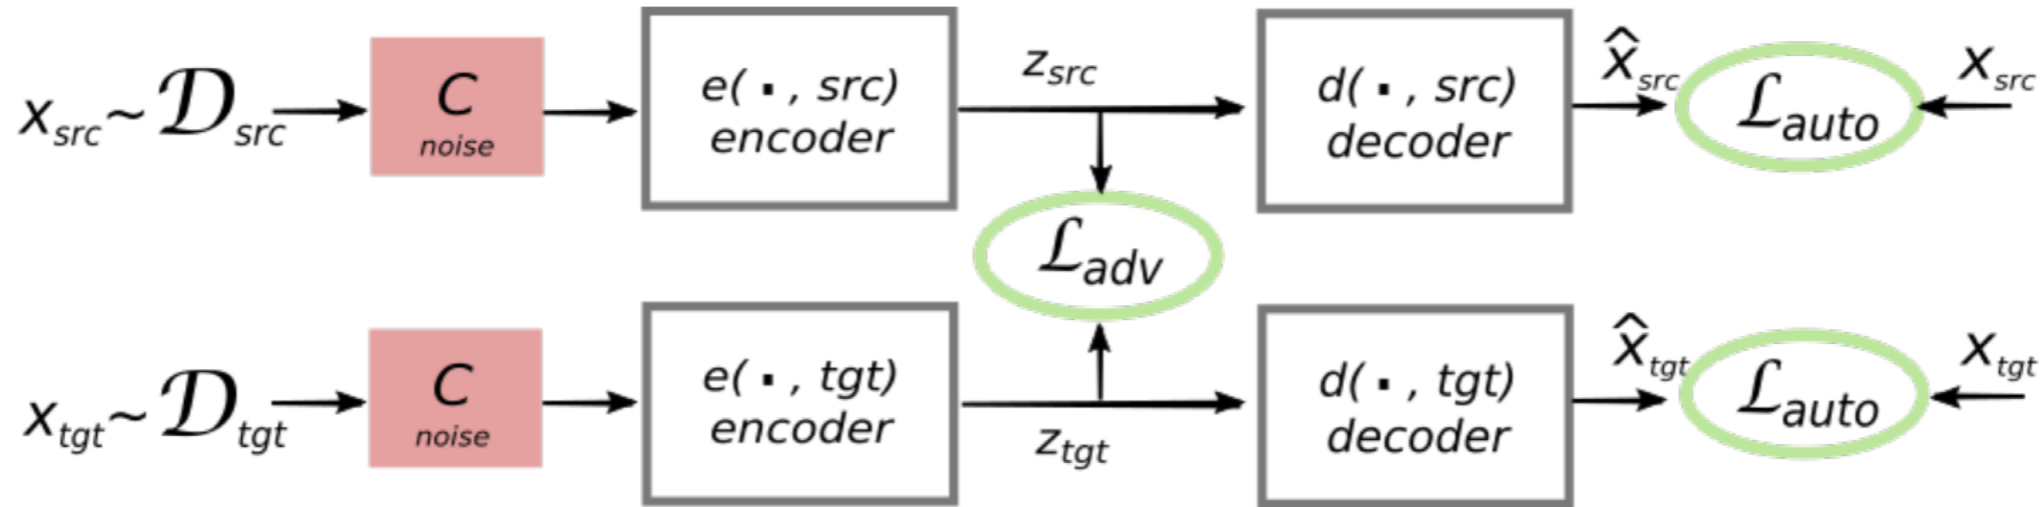 x_src ~ 𝒟_src
C
noise
e( · , src)
encoder
z_src
d( · , src)
decoder
x̂_src
ℒ_auto
x_src
ℒ_adv
x_tgt ~ 𝒟_tgt
C
noise
e( · , tgt)
encoder
z_tgt
d( · , tgt)
decoder
x̂_tgt
ℒ_auto
x_tgt